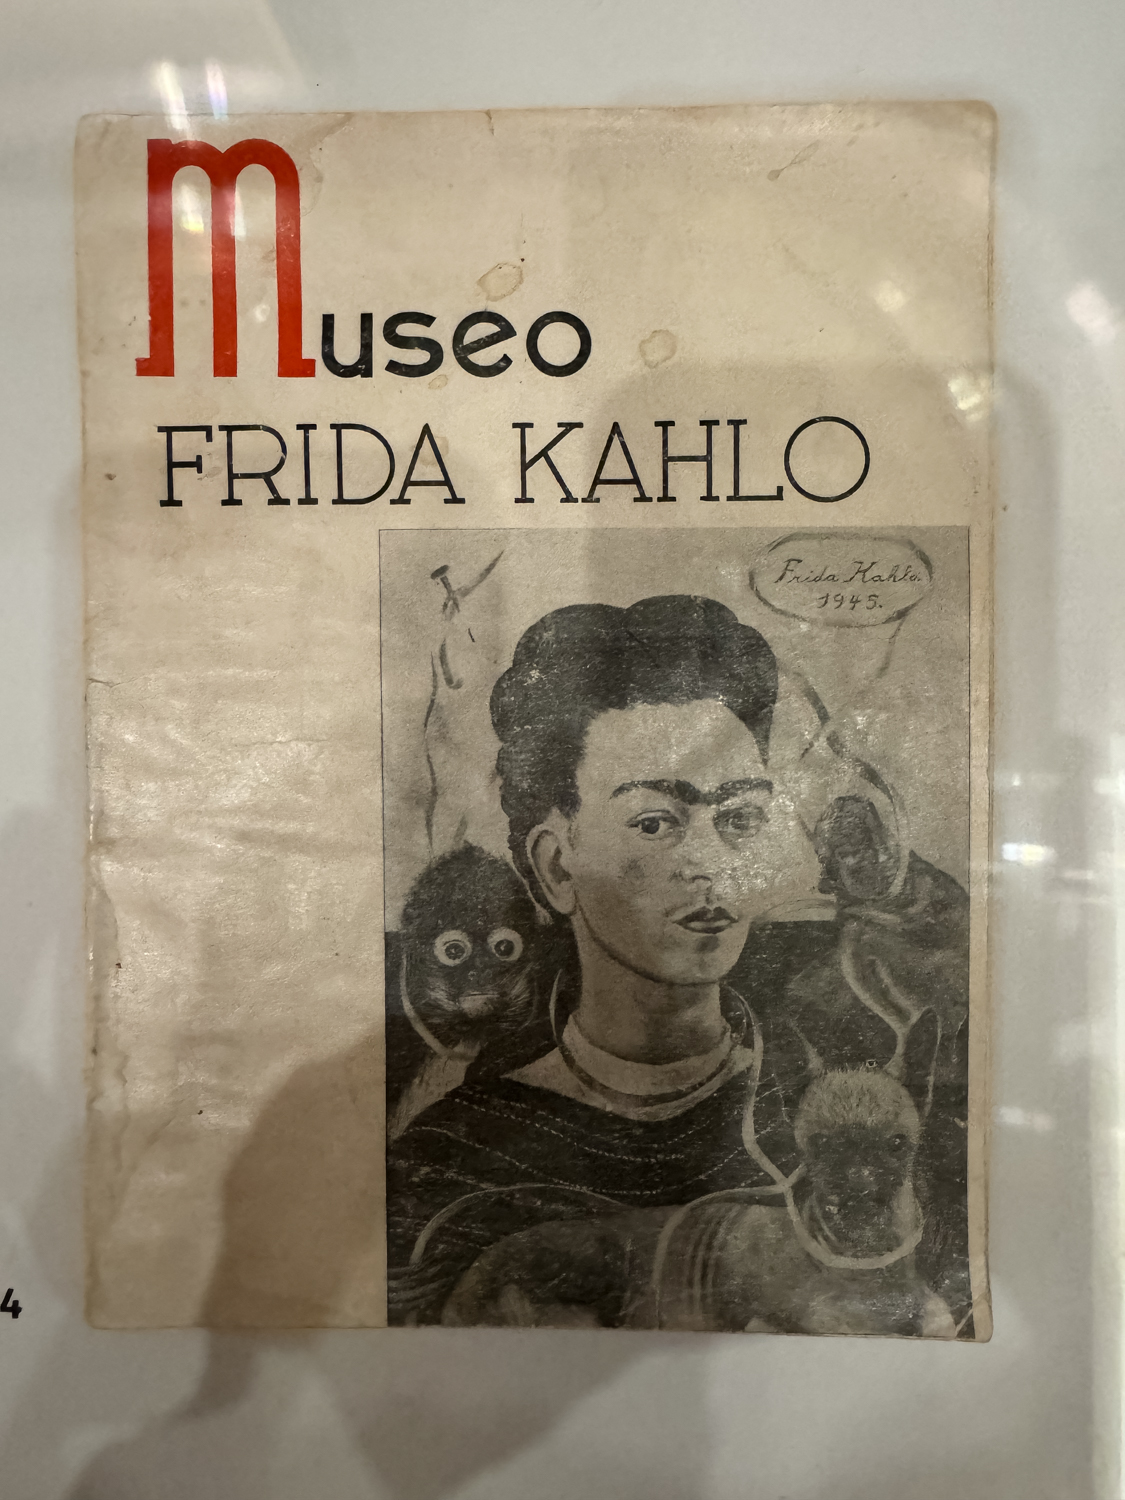 Museo
FRIDA KAHLO
Frida Kahlo.
1945.
4